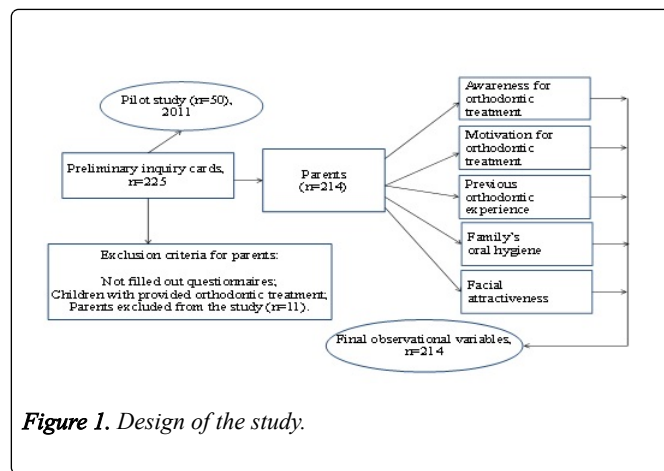 Pilot study (n=50),
2011
Preliminary inquiry cards,
n=225
Exclusion criteria for parents:
Not filled out questionnaires;
Children with provided orthodontic treatment;
Parents excluded from the study (n=11).
Parents
(n=214)
Awareness for
orthodontic
treatment
Motivation for
orthodontic
treatment
Previous
orthodontic
experience
Family's
oral hygiene
Facial
attractiveness
Final observational variables,
n=214
Figure 1. Design of the study.